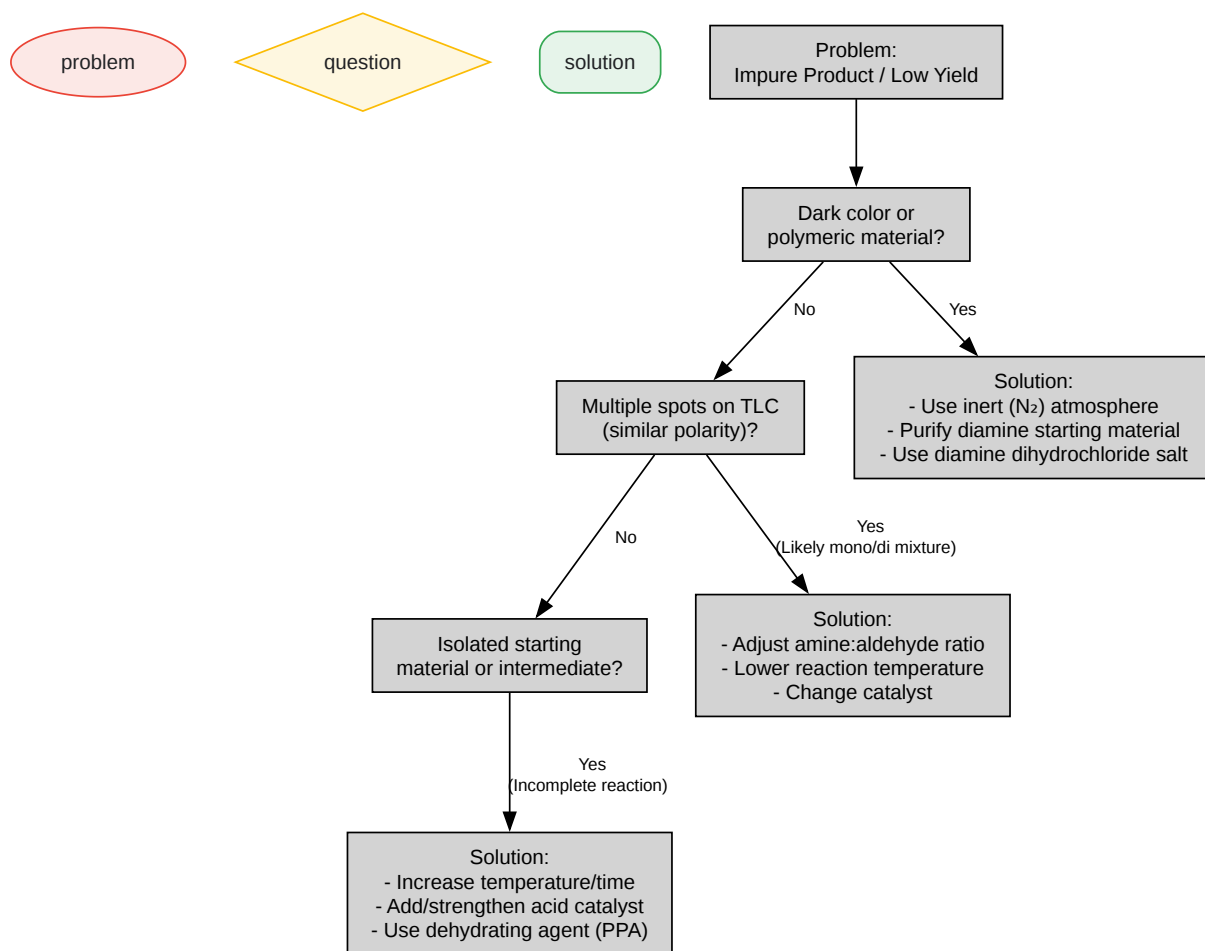 problem
question
solution
Problem:
Impure Product / Low Yield
Dark color or
polymeric material?
No
Yes
Solution:
- Use inert (N₂) atmosphere
- Purify diamine starting material
- Use diamine dihydrochloride salt
Multiple spots on TLC
(similar polarity)?
No
Yes
(Likely mono/di mixture)
Solution:
- Adjust amine:aldehyde ratio
- Lower reaction temperature
- Change catalyst
Isolated starting
material or intermediate?
Yes
(Incomplete reaction)
Solution:
- Increase temperature/time
- Add/strengthen acid catalyst
- Use dehydrating agent (PPA)